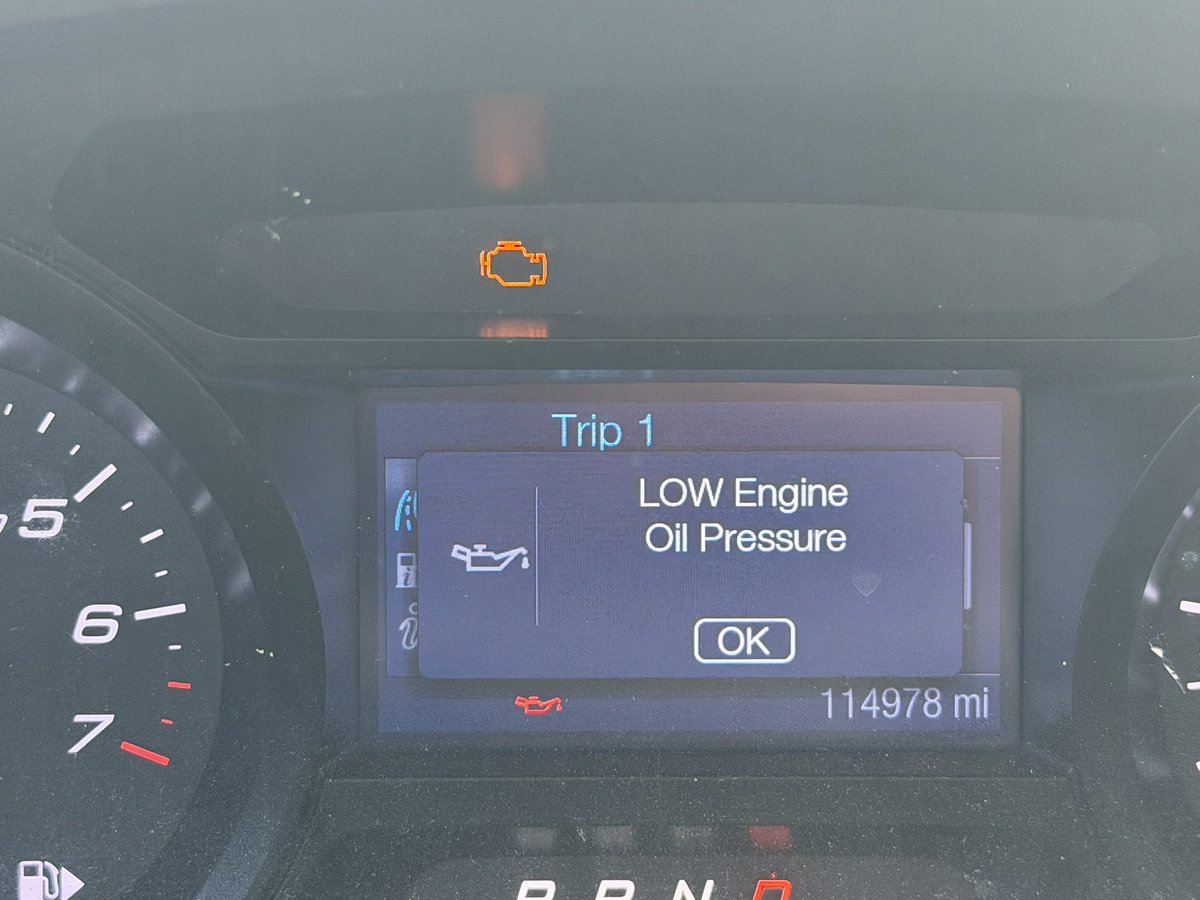 Trip 1
LOW Engine
Oil Pressure
OK
114978 mi
5
6
7
P R N D